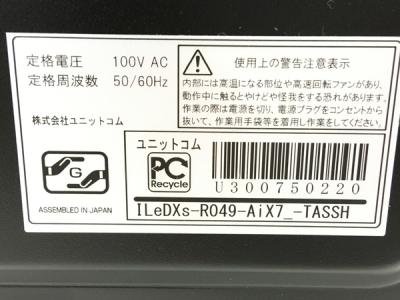 定格電圧 100V AC
定格周波数 50/60Hz
株式会社ユニットコム
使用上の警告注意表示
内部には高温になる部位や高速回転ファンがあり、
動作中に触るとやけどや怪我をする恐れがあります。
作業の際は電源を切り、電源プラグをコンセントから
抜いて、作業用手袋等を着用し作業をしてください。
G
ASSEMBLED IN JAPAN
ユニットコム
PC
Recycle
U300750220
ILeDXs-R049-AiX7_-TASSH